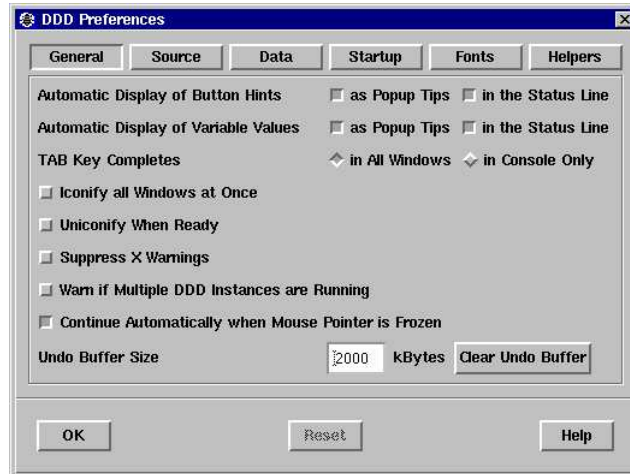 DDD Preferences
General Source Data Startup Fonts Helpers
Automatic Display of Button Hints as Popup Tips in the Status Line
Automatic Display of Variable Values as Popup Tips in the Status Line
TAB Key Completes in All Windows in Console Only
Iconify all Windows at Once
Uniconify When Ready
Suppress X Warnings
Warn if Multiple DDD Instances are Running
Continue Automatically when Mouse Pointer is Frozen
Undo Buffer Size 2000 kBytes Clear Undo Buffer
OK Reset Help